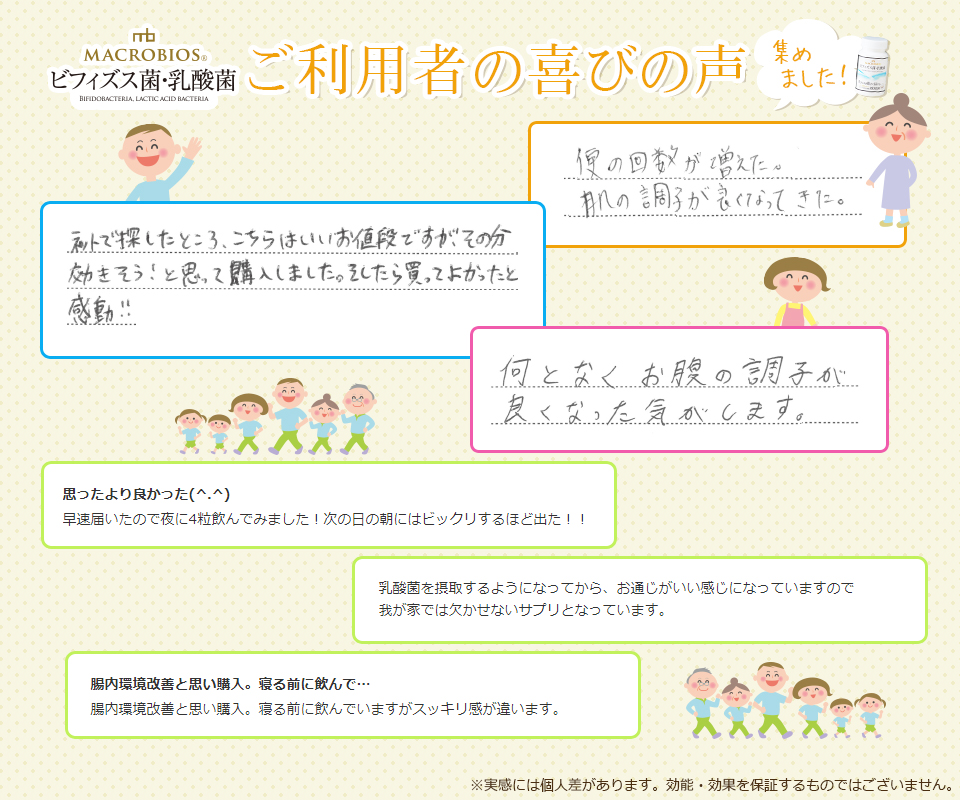 MACROBIOS®
ビフィズス菌・乳酸菌
BIFIDOBACTERIA, LACTIC ACID BACTERIA
ご利用者の喜びの声
集め
ました!
便の回数が増えた。
肌の調子が良くなってきた。
ネットで探したところ、こちらはいいお値段ですが、その分
効きそう!と思って購入しました。そしたら買ってよかったと
感動!!
何となくお腹の調子が
良くなった気がします。
思ったより良かった(^.^)
早速届いたので夜に4粒飲んでみました!次の日の朝にはビックリするほど出た!!
乳酸菌を摂取するようになってから、お通じがいい感じになっていますので
我が家では欠かせないサプリとなっています。
腸内環境改善と思い購入。寝る前に飲んで…
腸内環境改善と思い購入。寝る前に飲んでいますがスッキリ感が違います。
※実感には個人差があります。効能・効果を保証するものではございません。